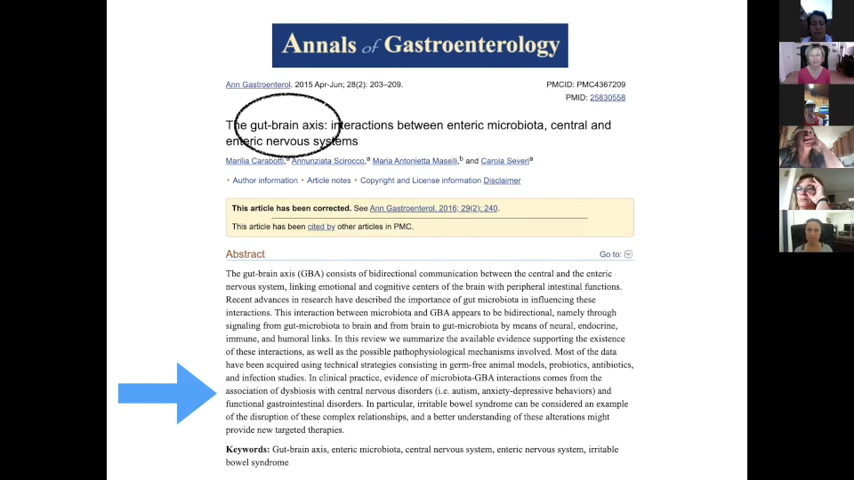 Annals of Gastroenterology
Ann Gastroenterol. 2015 Apr-Jun; 28(2): 203–209.
PMCID: PMC4367209
PMID: 25830558
The gut-brain axis: interactions between enteric microbiota, central and
enteric nervous systems
Marilia Carabotti,a Annunziata Scirocco,a Maria Antonietta Maselli,b and Carola Severia
• Author information • Article notes • Copyright and License information Disclaimer
This article has been corrected. See Ann Gastroenterol. 2016; 29(2): 240.
This article has been cited by other articles in PMC.
Abstract
Go to:
The gut-brain axis (GBA) consists of bidirectional communication between the central and the enteric
nervous system, linking emotional and cognitive centers of the brain with peripheral intestinal functions.
Recent advances in research have described the importance of gut microbiota in influencing these
interactions. This interaction between microbiota and GBA appears to be bidirectional, namely through
signaling from gut-microbiota to brain and from brain to gut-microbiota by means of neural, endocrine,
immune, and humoral links. In this review we summarize the available evidence supporting the existence
of these interactions, as well as the possible pathophysiological mechanisms involved. Most of the data
have been acquired using technical strategies consisting in germ-free animal models, probiotics, antibiotics,
and infection studies. In clinical practice, evidence of microbiota-GBA interactions comes from the
association of dysbiosis with central nervous disorders (i.e. autism, anxiety-depressive behaviors) and
functional gastrointestinal disorders. In particular, irritable bowel syndrome can be considered an example
of the disruption of these complex relationships, and a better understanding of these alterations might
provide new targeted therapies.
Keywords: Gut-brain axis, enteric microbiota, central nervous system, enteric nervous system, irritable
bowel syndrome